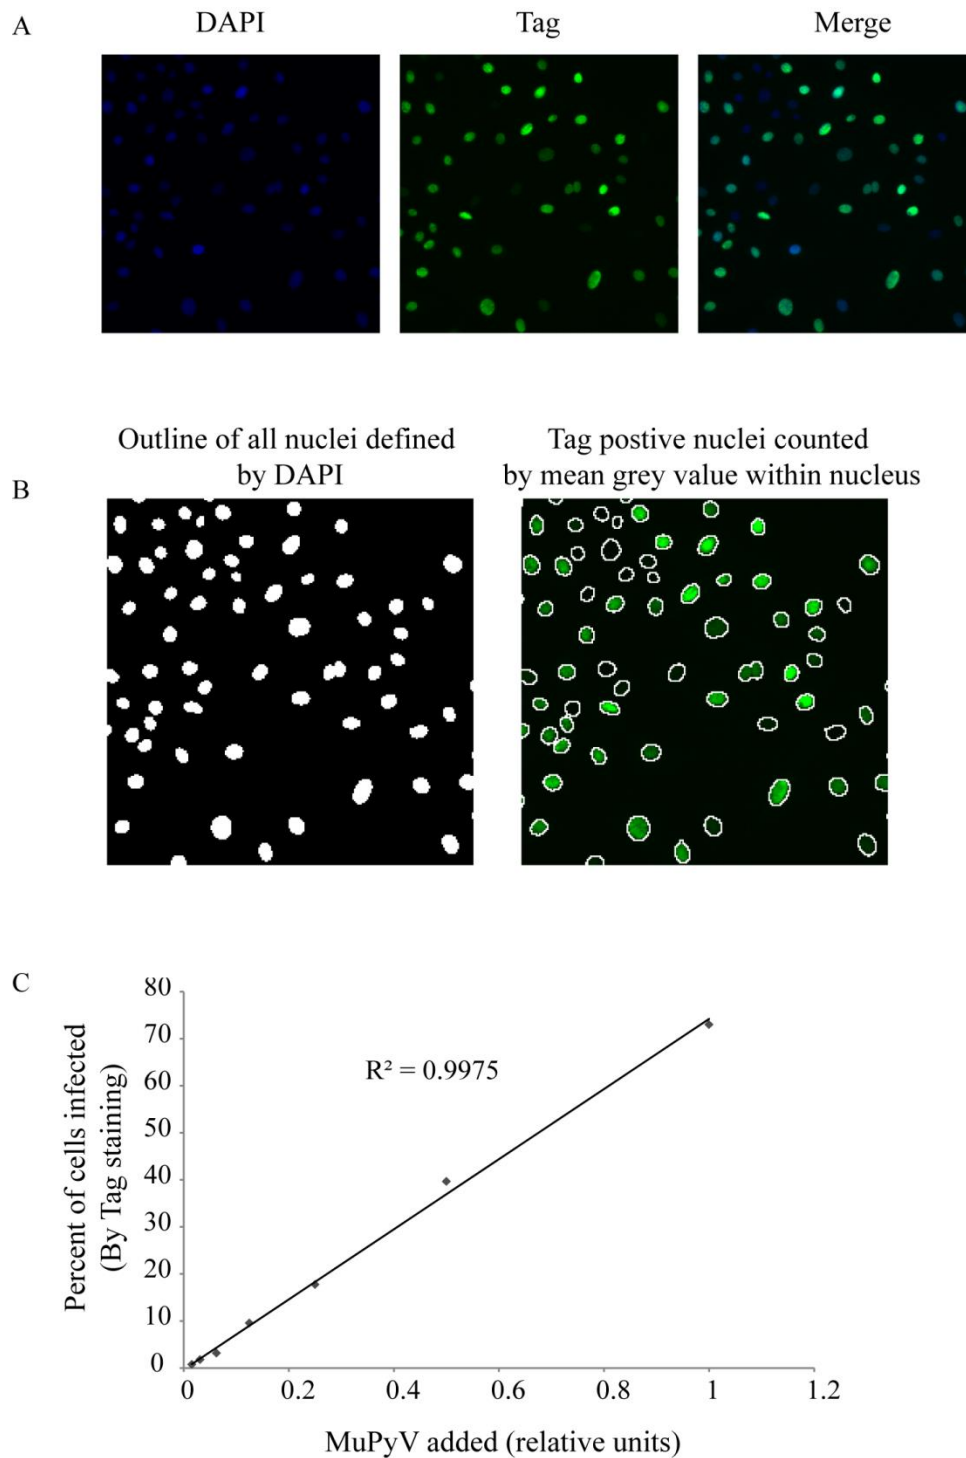 A
DAPI
Tag
Merge
B
Outline of all nuclei defined
by DAPI
Tag postive nuclei counted
by mean grey value within nucleus
C
Percent of cells infected
(By Tag staining)
80
70
60
50
40
30
20
10
0
R² = 0.9975
0
0.2
0.4
0.6
0.8
1
1.2
MuPyV added (relative units)